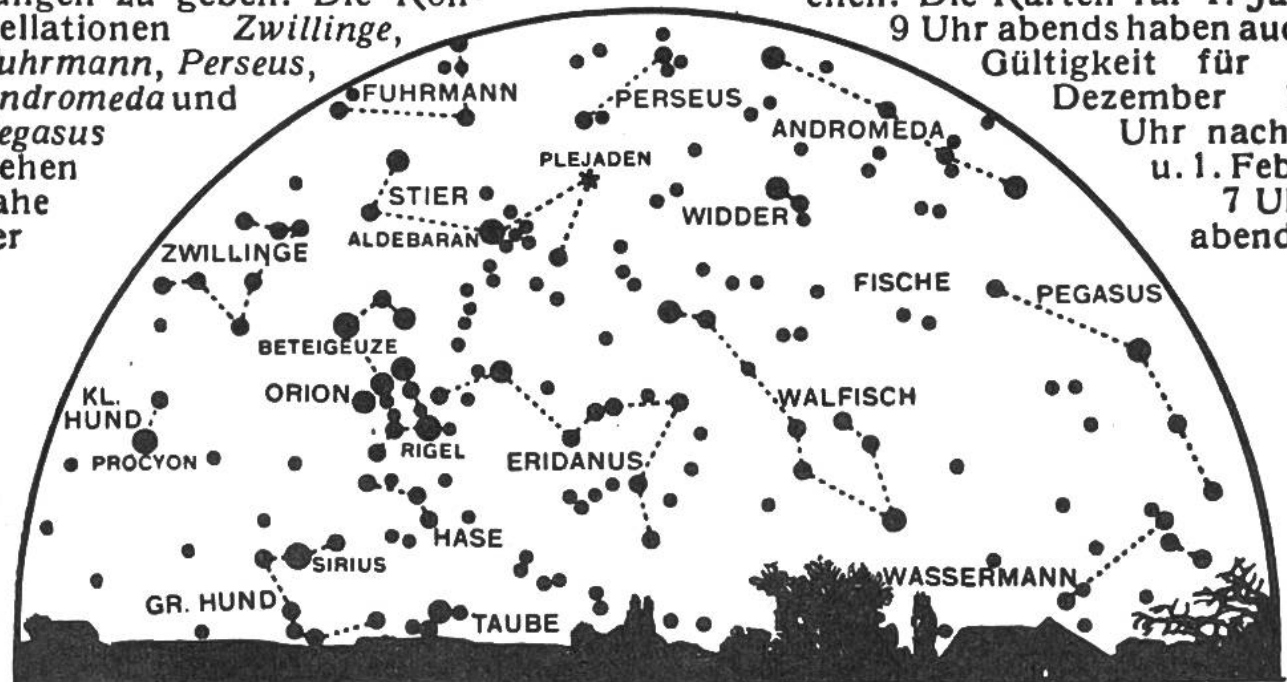 ellationen Zwillinge,
uhrmann, Perseus,
ndromeda und
egasus
ehen
ahe
er
9 Uhr abends haben auc
Gültigkeit für
Dezember
Uhr nach
u. 1. Feb
7 U
abend
FUHRMANN
PERSEUS
ANDROMEDA
PLEJADEN
STIER
WIDDER
ALDEBARAN
ZWILLINGE
FISCHE
PEGASUS
BETEIGEUZE
ORION
KL.
HUND
WALFISCH
RIGEL
PROCYON
ERIDANUS
HASE
SIRIUS
WASSERMANN
GR. HUND
TAUBE